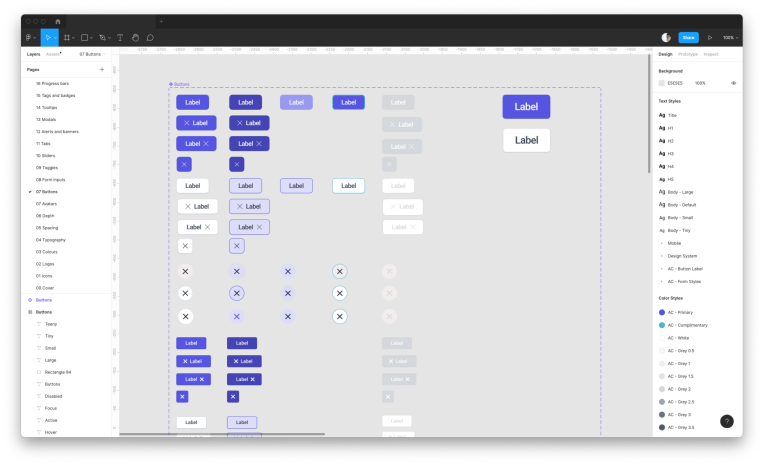 Share
100%
Layers
Assets
07 Buttons
Design
Prototype
Inspect
Pages
16 Progress bars
15 Tags and badges
14 Tooltips
13 Modals
12 Alerts and banners
11 Tabs
10 Sliders
09 Toggles
08 Form inputs
07 Buttons
07 Avatars
06 Depth
05 Spacing
04 Typography
03 Colours
02 Logos
01 Icons
00 Cover
Buttons
Buttons
Teeny
Tiny
Small
Large
Rectangle 84
Buttons
Disabled
Focus
Active
Hover
Buttons
Label Label Label Label Label
Label Label Label
Label Label Label
Label Label Label Label Label
Label Label Label
Label Label Label
Label Label Label
Label Label Label
Label Label Label
Label Label Label
Label
Label
Background
E5E5E5 100%
Text Styles
Ag Title
Ag H1
Ag H2
Ag H3
Ag H4
Ag H5
Ag Body - Large
Ag Body - Default
Ag Body - Small
Ag Body - Tiny
Mobile
Design System
AC - Button Label
AC - Form Styles
Color Styles
AC - Primary
AC - Complimentary
AC - White
AC - Grey 0.5
AC - Grey 1
AC - Grey 1.5
AC - Grey 2
AC - Grey 2.5
AC - Grey 3
AC - Grey 3.5
?